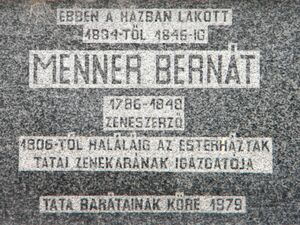 EBBEN A HÁZBAN LAKOTT
1834-TŐL 1846-IG
MENNER BERNÁT
1786-1848
ZENESZERZŐ
1806-TÓL HALÁLÁIG AZ ESTERHÁZYAK
TATAI ZENEKARÁNAK IGAZGATÓJA
TATA BARÁTAINAK KÖRE 1979